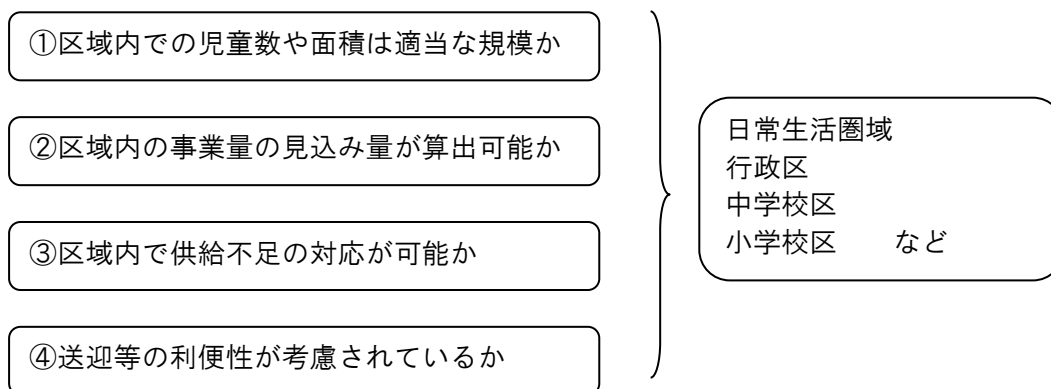 ①区域内での児童数や面積は適当な規模か
②区域内の事業量の見込み量が算出可能か
③区域内で供給不足の対応が可能か
④送迎等の利便性が考慮されているか
日常生活圏域
行政区
中学校区
小学校区　　など